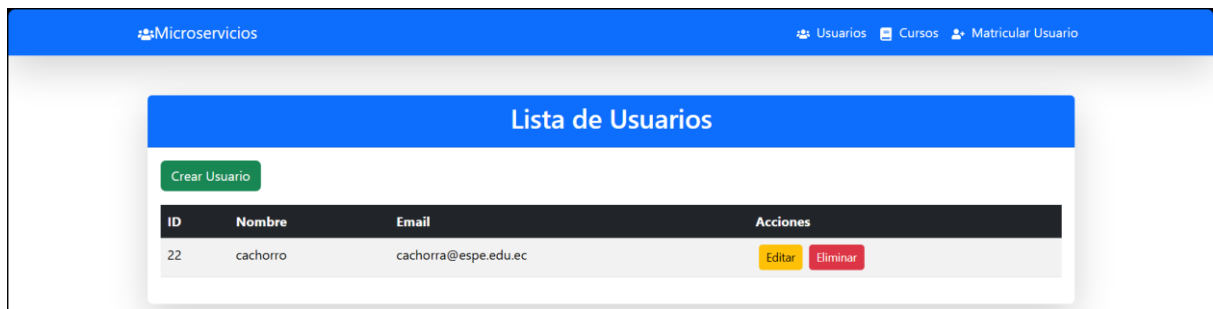 Microservicios Usuarios Cursos Matricular Usuario
Lista de Usuarios
Crear Usuario
ID Nombre Email Acciones
22 cachorro cachorra@espe.edu.ec Editar Eliminar